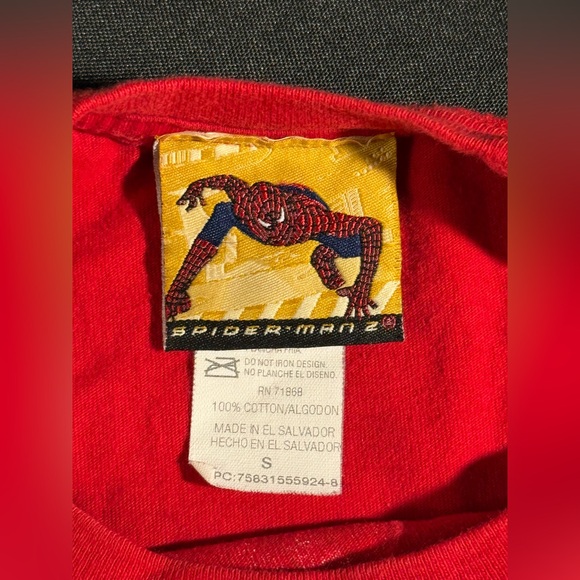 SPIDER-MAN 2
DO NOT IRON DESIGN.
NO PLANCHE EL DISENO.
RN 71868
100% COTTON/ALGODON
MADE IN EL SALVADOR
HECHO EN EL SALVADOR
S
PC:75831555924-8